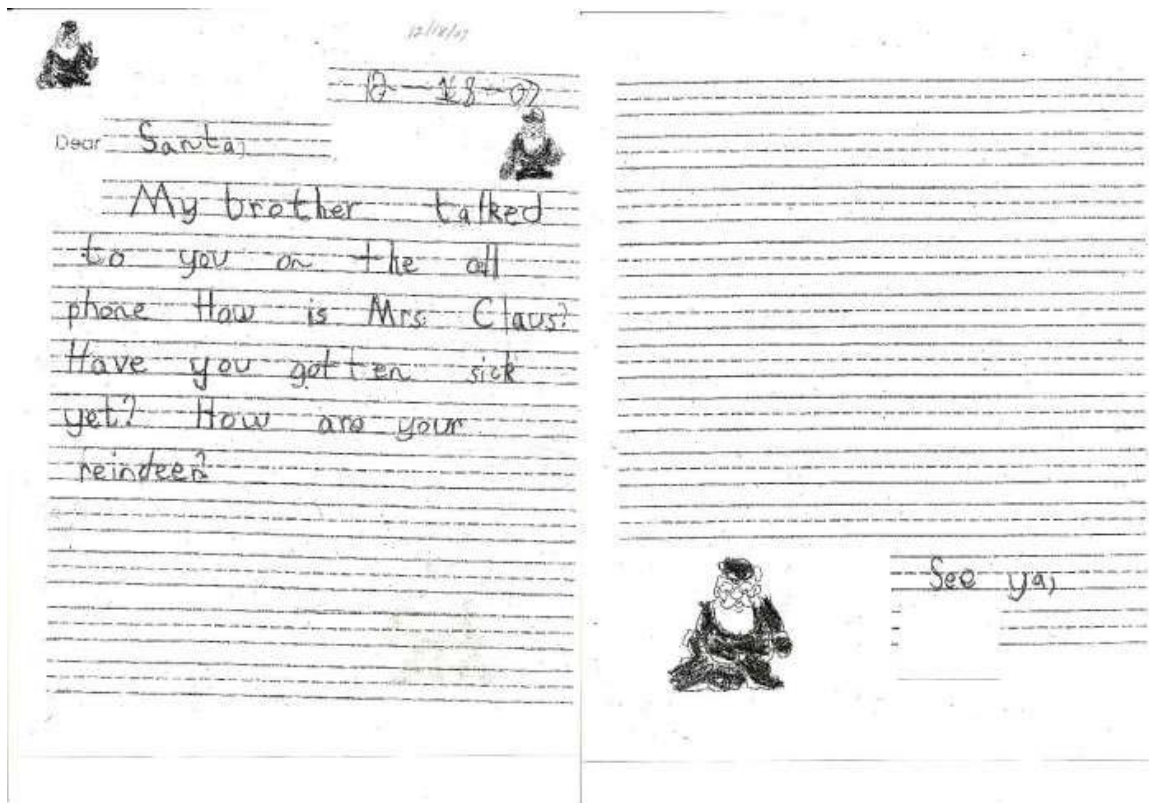 12/18/07
12-18-07
Dear Santa,
My brother talked
to you on the cell
phone How is Mrs. Claus?
Have you gotten sick
yet? How are your
reindeer?
See ya,